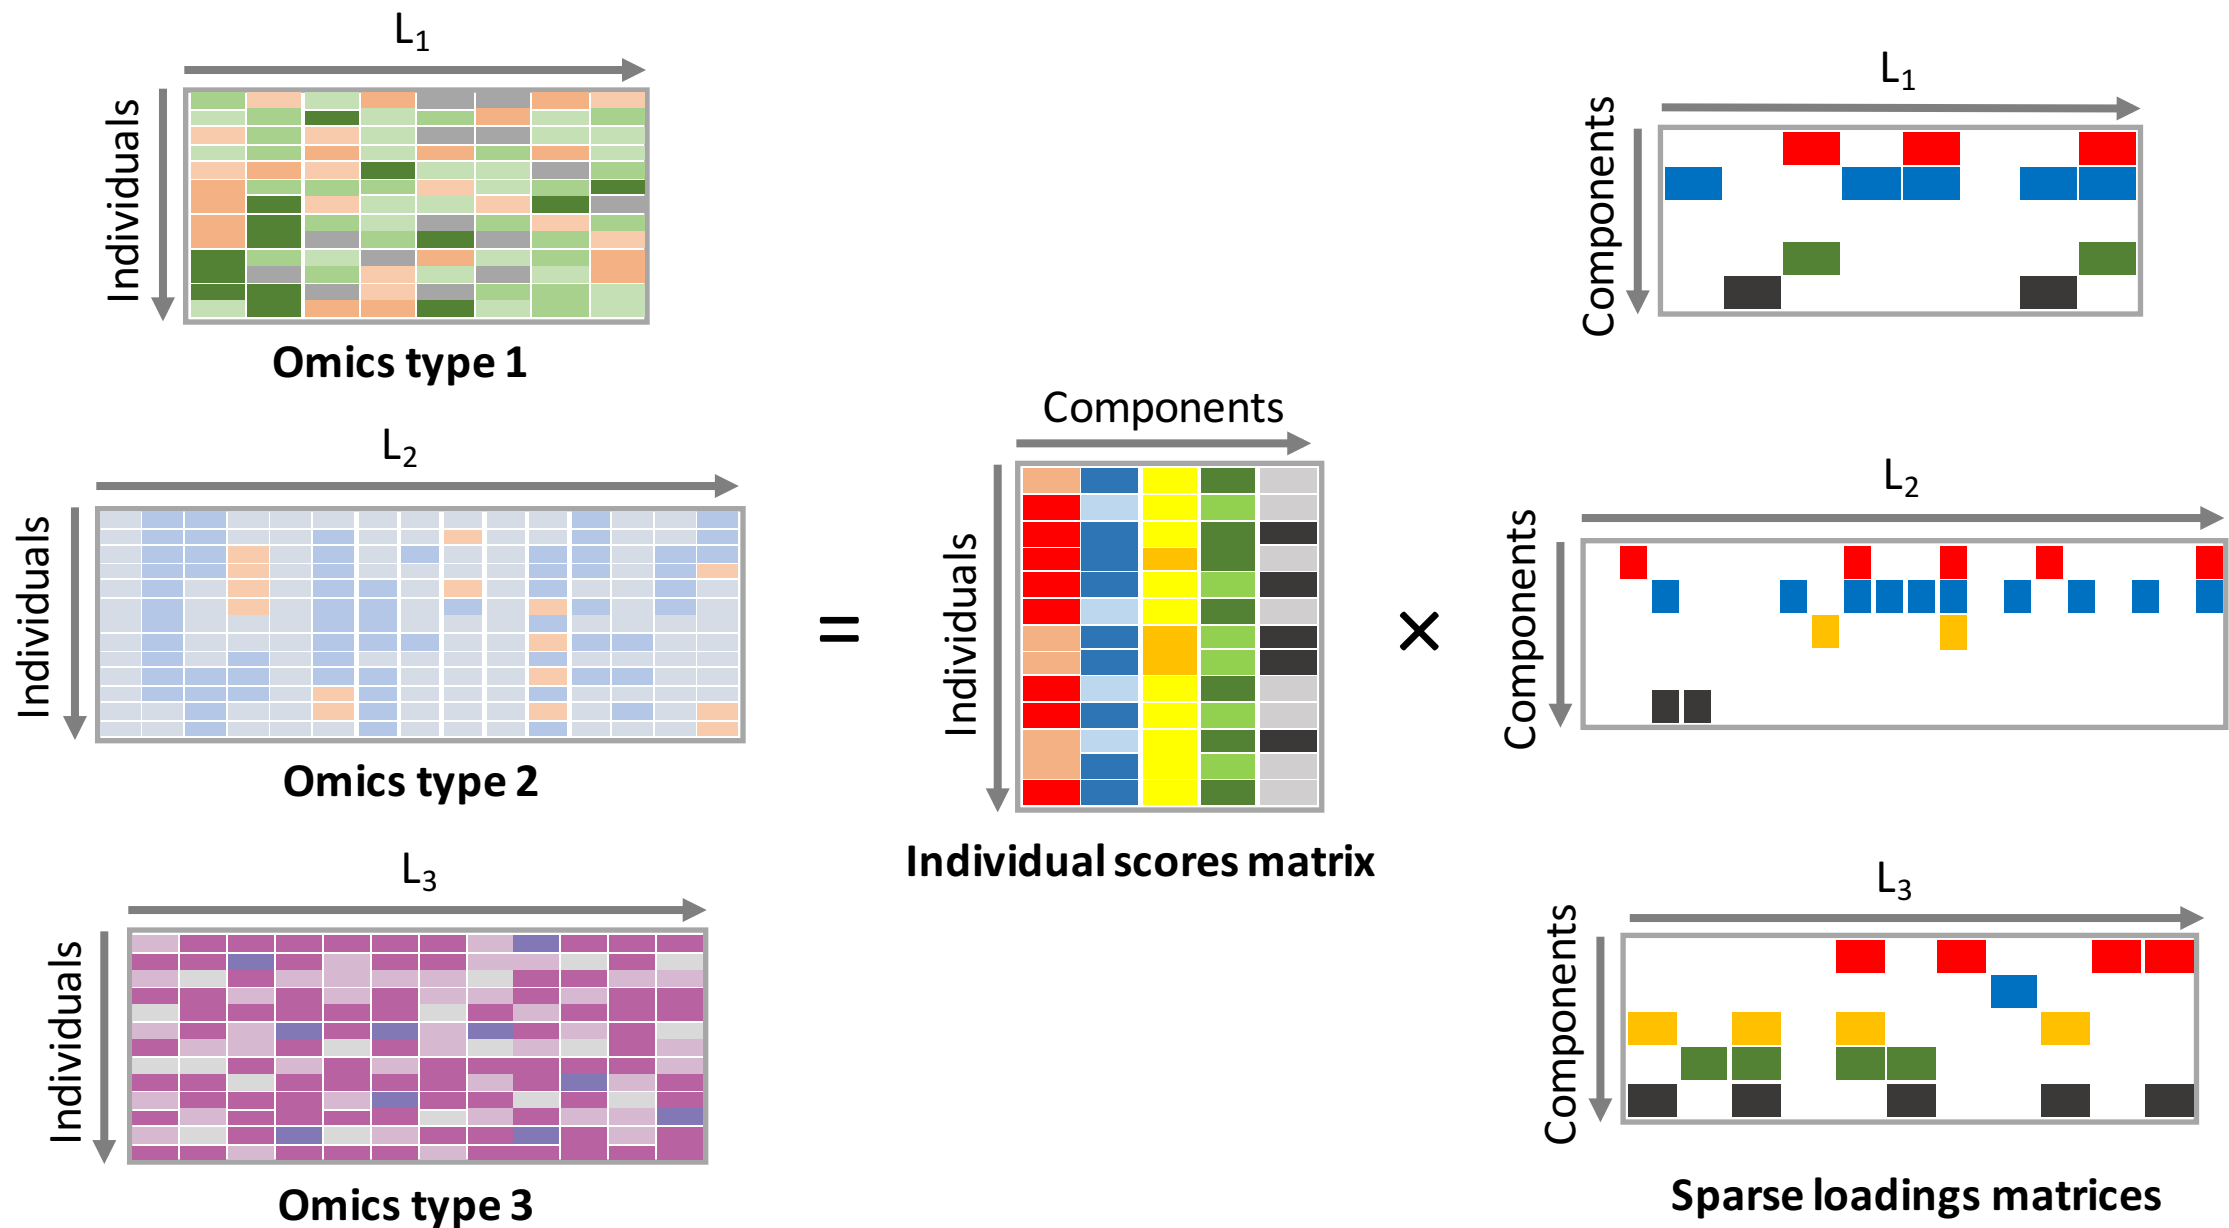 L1
Individuals
Omics type 1
L2
Individuals
Omics type 2
L3
Individuals
Omics type 3
=
Components
Individuals
Individual scores matrix
×
L1
Components
L2
Components
L3
Components
Sparse loadings matrices